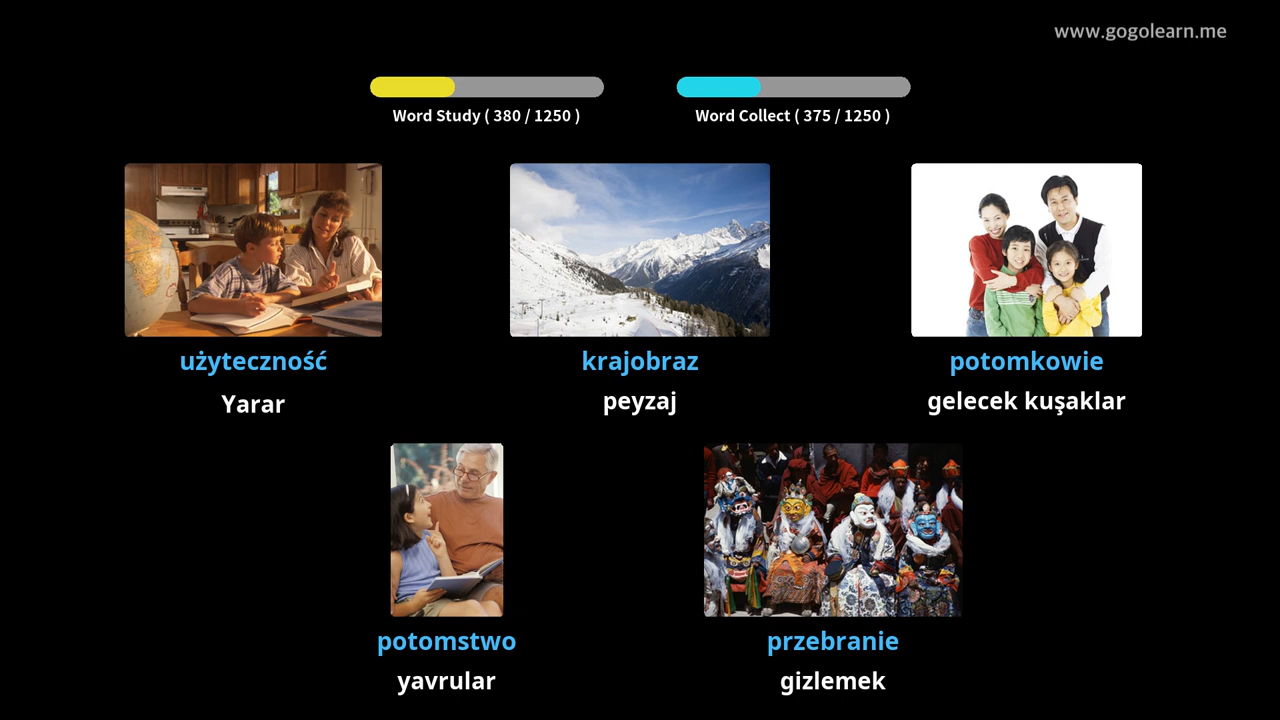 www.gogolearn.me
Word Study ( 380 / 1250 )
Word Collect ( 375 / 1250 )
użyteczność
krajobraz
potomkowie
Yarar
peyzaj
gelecek kuşaklar
potomstwo
przebranie
yavrular
gizlemek